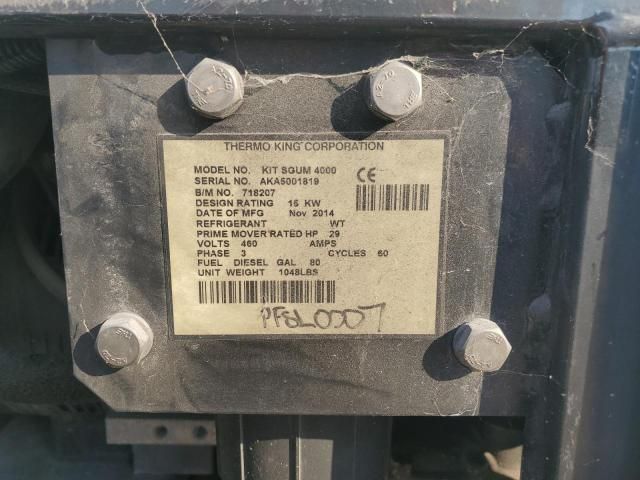 THERMO KING CORPORATION
MODEL NO. KIT SGUM 4000
CE
SERIAL NO. AKA5001819
B/M NO. 718207
DESIGN RATING 15 KW
DATE OF MFG Nov 2014
REFRIGERANT WT
PRIME MOVER RATED HP 29
VOLTS 460 AMPS
PHASE 3 CYCLES 60
FUEL DIESEL GAL 80
UNIT WEIGHT 1048LBS
PF8L0007